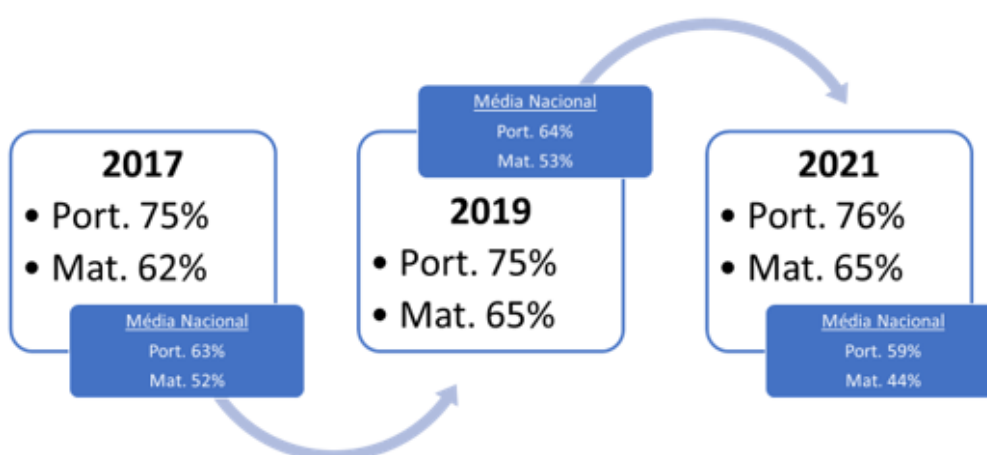 2017
• Port. 75%
• Mat. 62%
Média Nacional
Port. 63%
Mat. 52%
Média Nacional
Port. 64%
Mat. 53%
2019
• Port. 75%
• Mat. 65%
2021
• Port. 76%
• Mat. 65%
Média Nacional
Port. 59%
Mat. 44%